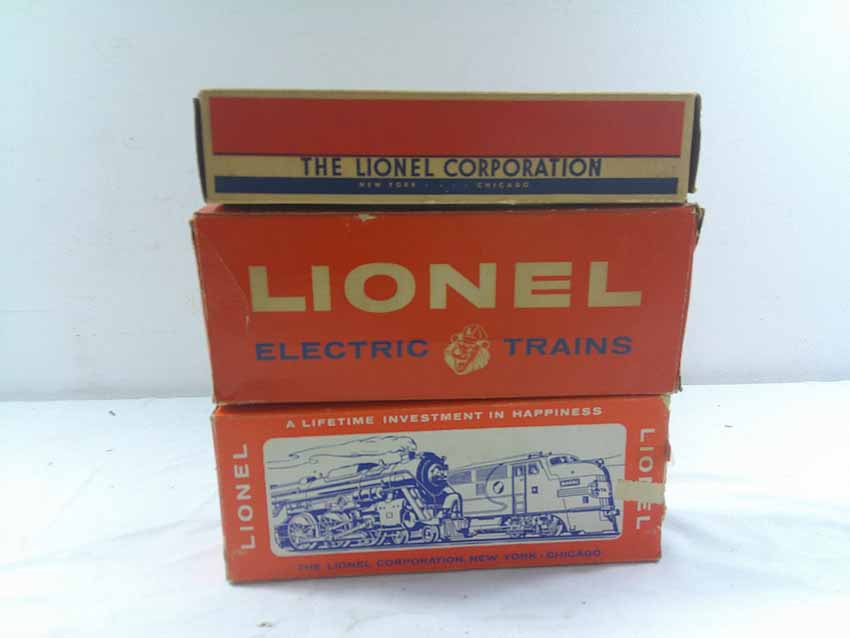 THE LIONEL CORPORATION
NEW YORK · · · · CHICAGO
LIONEL
ELECTRIC TRAINS
A LIFETIME INVESTMENT IN HAPPINESS
LIONEL
LIONEL
THE LIONEL CORPORATION, NEW YORK · CHICAGO